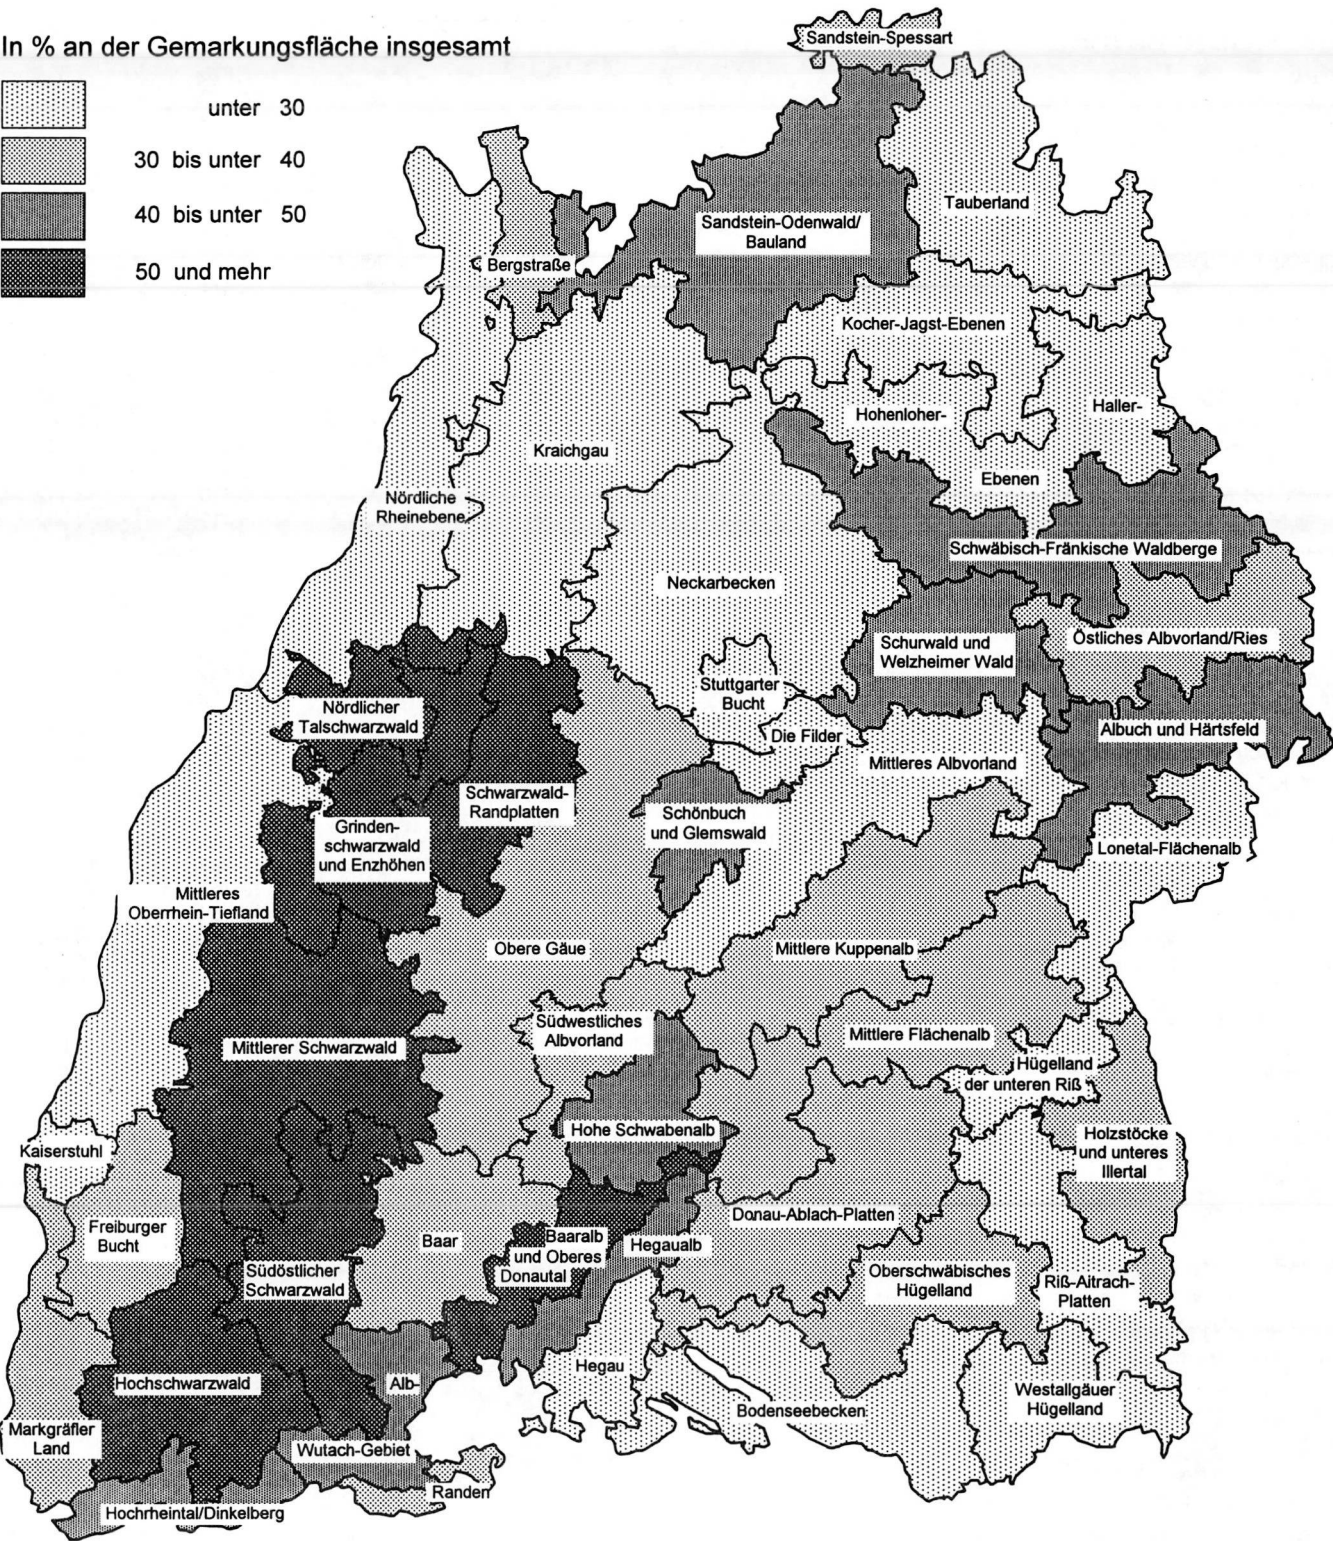 In % an der Gemarkungsfläche insgesamt
unter 30
30 bis unter 40
40 bis unter 50
50 und mehr
Sandstein-Spessart
Tauberland
Sandstein-Odenwald/
Bauland
Bergstraße
Kocher-Jagst-Ebenen
Hohenloher-
Haller-
Kraichgau
Ebenen
Nördliche
Rheinebene
Schwäbisch-Fränkische Waldberge
Neckarbecken
Östliches Albvorland/Ries
Schurwald und
Welzheimer Wald
Stuttgarter
Bucht
Nördlicher
Talschwarzwald
Die Filder
Albuch und Härtsfeld
Mittleres Albvorland
Schwarzwald-
Randplatten
Schönbuch
und Glemswald
Grinden-
schwarzwald
und Enzhöhen
Lonetal-Flächenalb
Mittleres
Oberrhein-Tiefland
Obere Gäue
Mittlere Kuppenalb
Südwestliches
Albvorland
Mittlere Flächenalb
Mittlerer Schwarzwald
Hügelland
der unteren Riß
Hohe Schwabenalb
Holzstöcke
und unteres
Illertal
Kaiserstuhl
Donau-Ablach-Platten
Freiburger
Bucht
Baar
Baaralb
und Oberes
Donautal
Hegaualb
Südöstlicher
Schwarzwald
Oberschwäbisches
Hügelland
Riß-Aitrach-
Platten
Hegau
Hochschwarzwald
Alb-
Westallgäuer
Hügelland
Bodenseebecken
Markgräfler
Land
Wutach-Gebiet
Randen
Hochrheintal/Dinkelberg